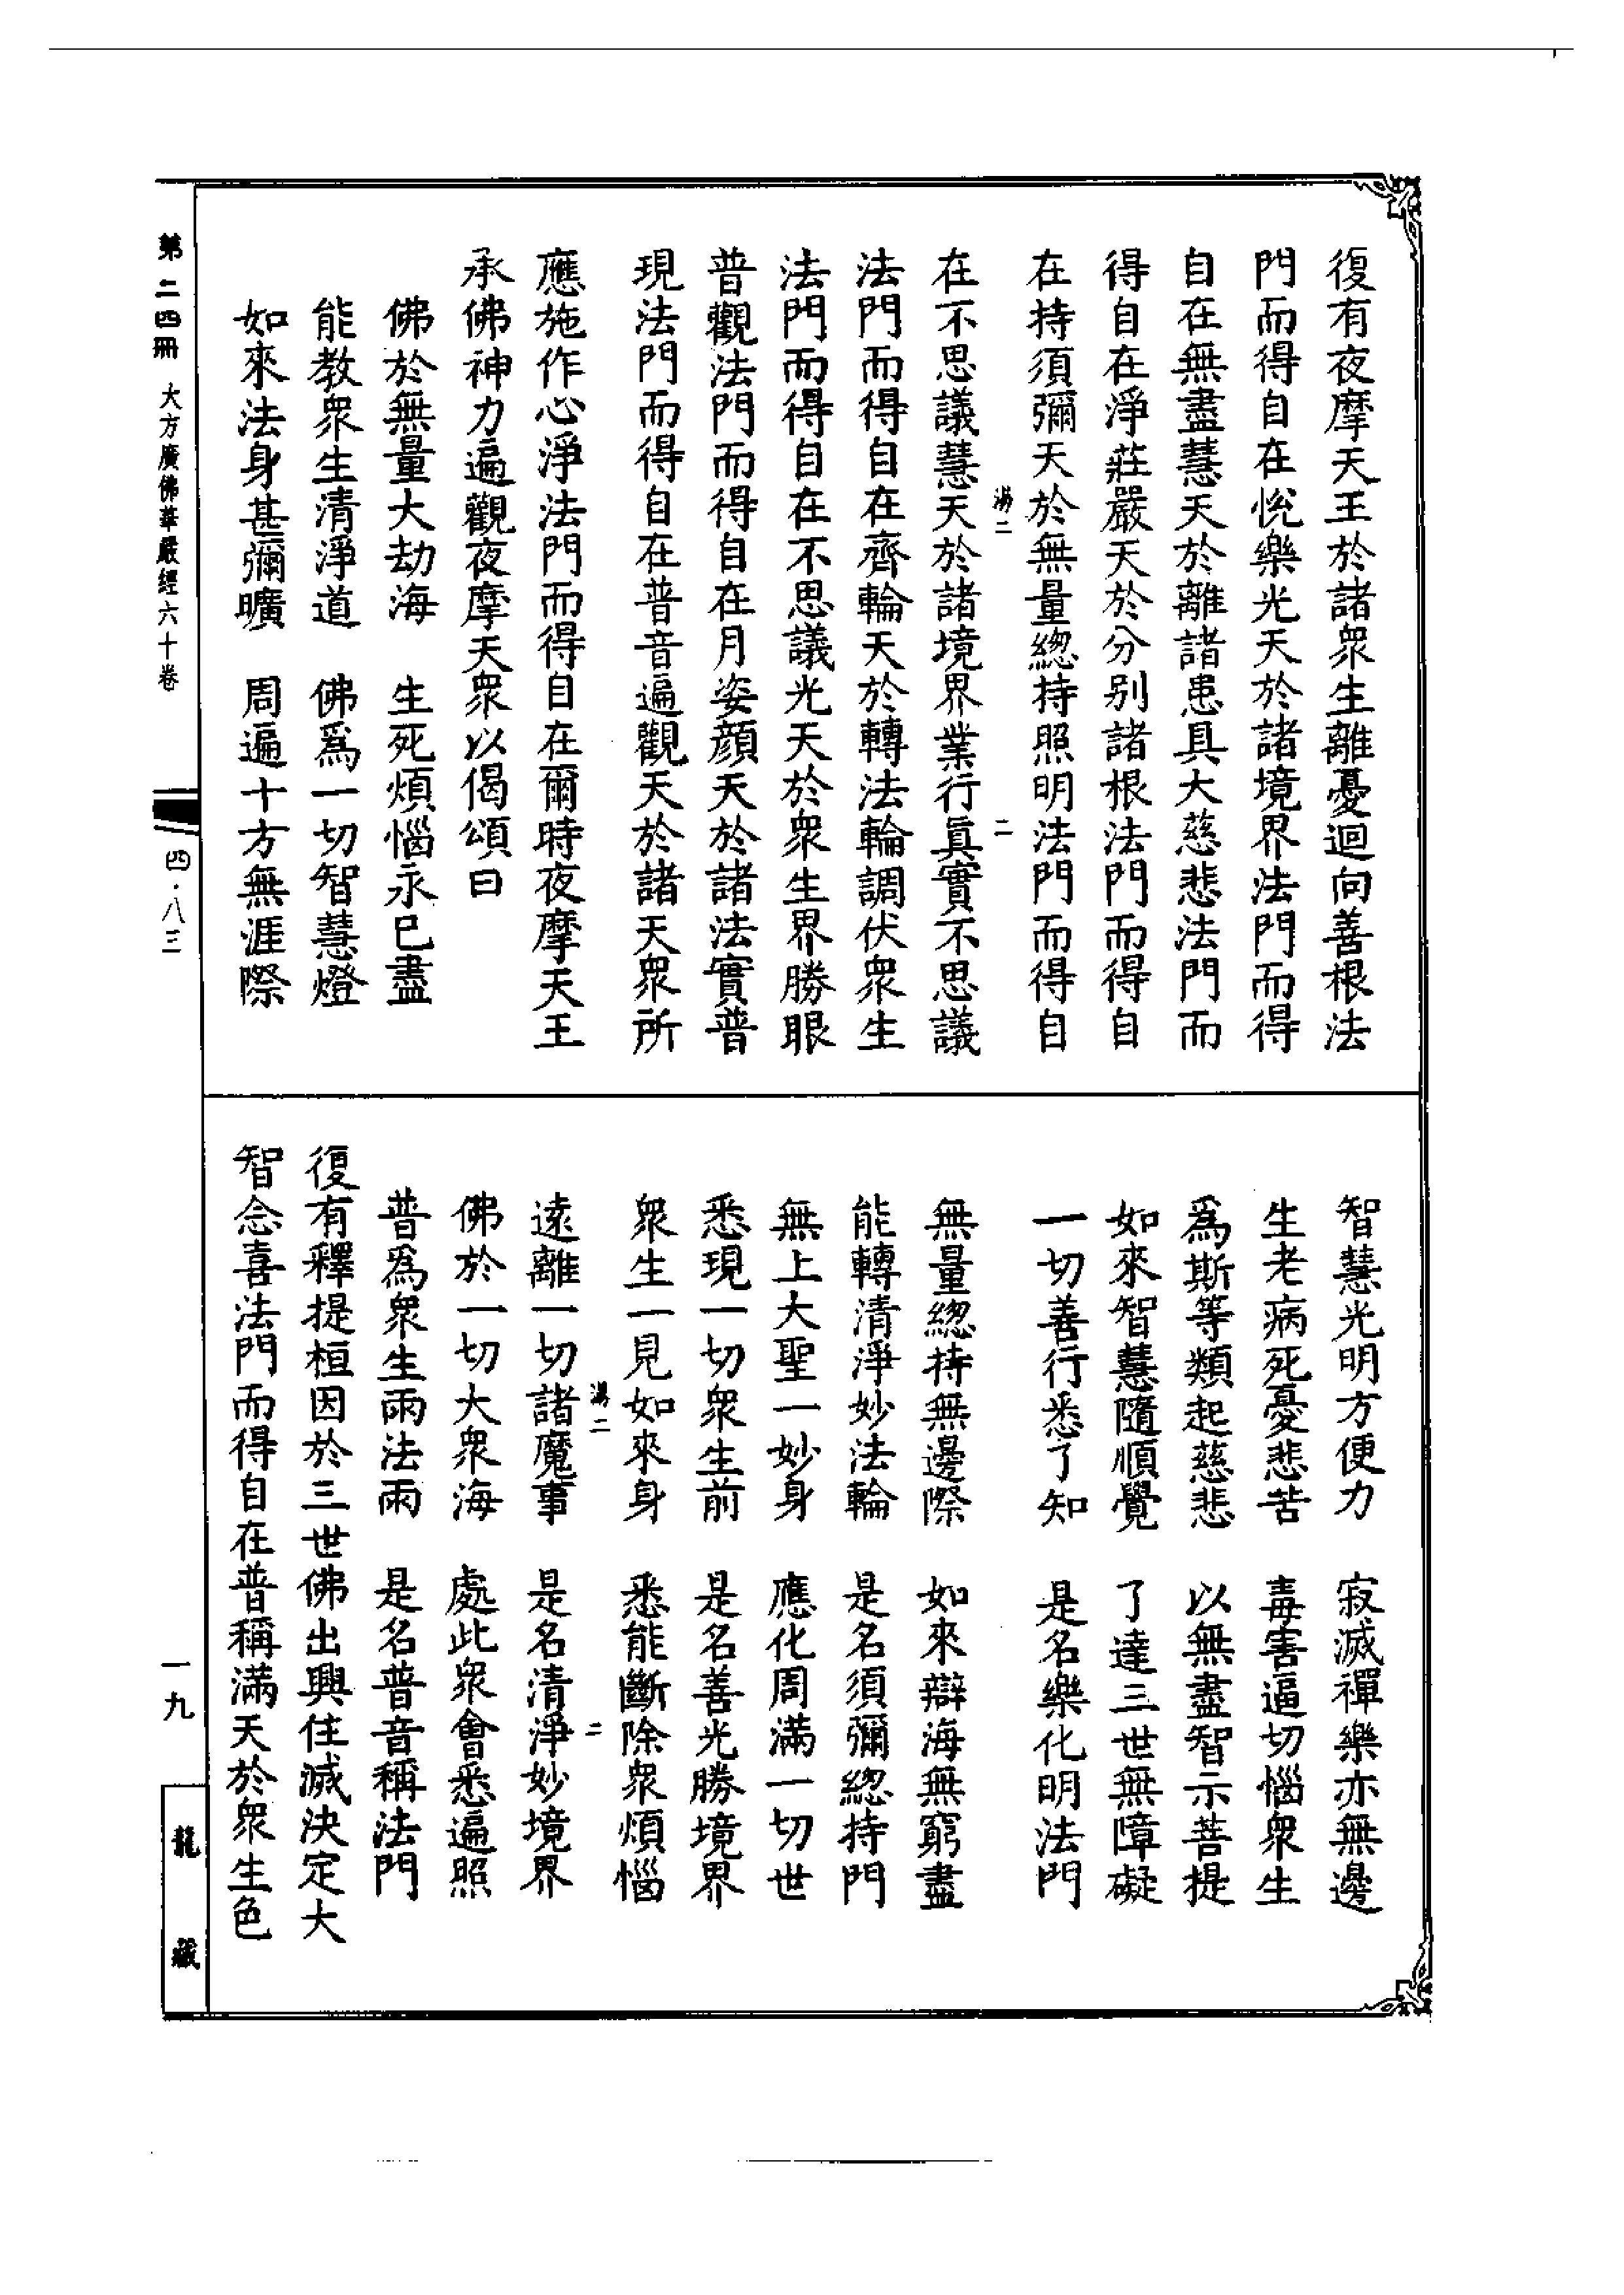 復有夜摩天王於諸衆生離憂迴向善根法
門而得自在悅樂光天於諸境界法門而得
自在無盡慧天於離諸患具大慈悲法門而
得自在淨莊嚴天於分别諸根法門而得自
在持須彌天於無量緫持照明法門而得自
在不思議慧天於諸境界業行眞實不思議
法門而得自在齊輪天於轉法輪調伏衆生
法門而得自在不思議光天於衆生界勝眼
普觀法門而得自在月姿顏天於諸法實普
現法門而得自在普音遍觀天於諸天衆所
應施作心淨法門而得自在爾時夜摩天王
承佛神力遍觀夜摩天衆以偈頌曰
佛於無量大劫海　生死煩惱永已盡
能教衆生清淨道　佛爲一切智慧燈
如來法身甚彌曠　周遍十方無涯際
智慧光明方便力　寂滅禪樂亦無邊
生老病死憂悲苦　毒害逼切惱衆生
爲斯等類起慈悲　以無盡智示菩提
如來智慧隨順覺　了達三世無障礙
一切善行悉了知　是名樂化明法門
無量緫持無邊際　如來辯海無窮盡
能轉清淨妙法輪　是名須彌緫持門
無上大聖一妙身　應化周滿一切世
悉現一切衆生前　是名善光勝境界
衆生一見如來身　悉能斷除衆煩惱
遠離一切諸魔事　是名清淨妙境界
佛於一切大衆海　處此衆會悉遍照
普爲衆生雨法雨　是名普音稱法門
復有釋提桓因於三世佛出興住滅決定大
智念喜法門而得自在普稱滿天於衆生色
第二四冊　大方廣佛華嚴經六十卷
四·八三
一九
龍藏
二
二